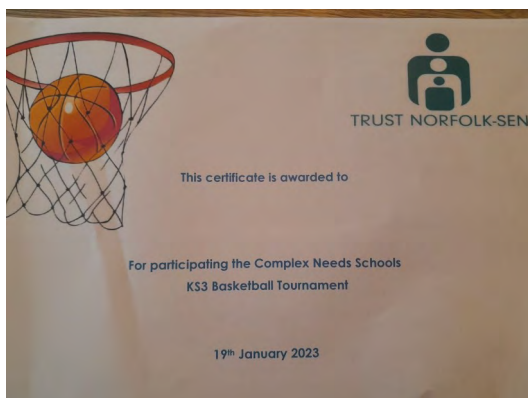 TRUST NORFOLK-SEN
This certificate is awarded to
For participating the Complex Needs Schools
KS3 Basketball Tournament
19th January 2023